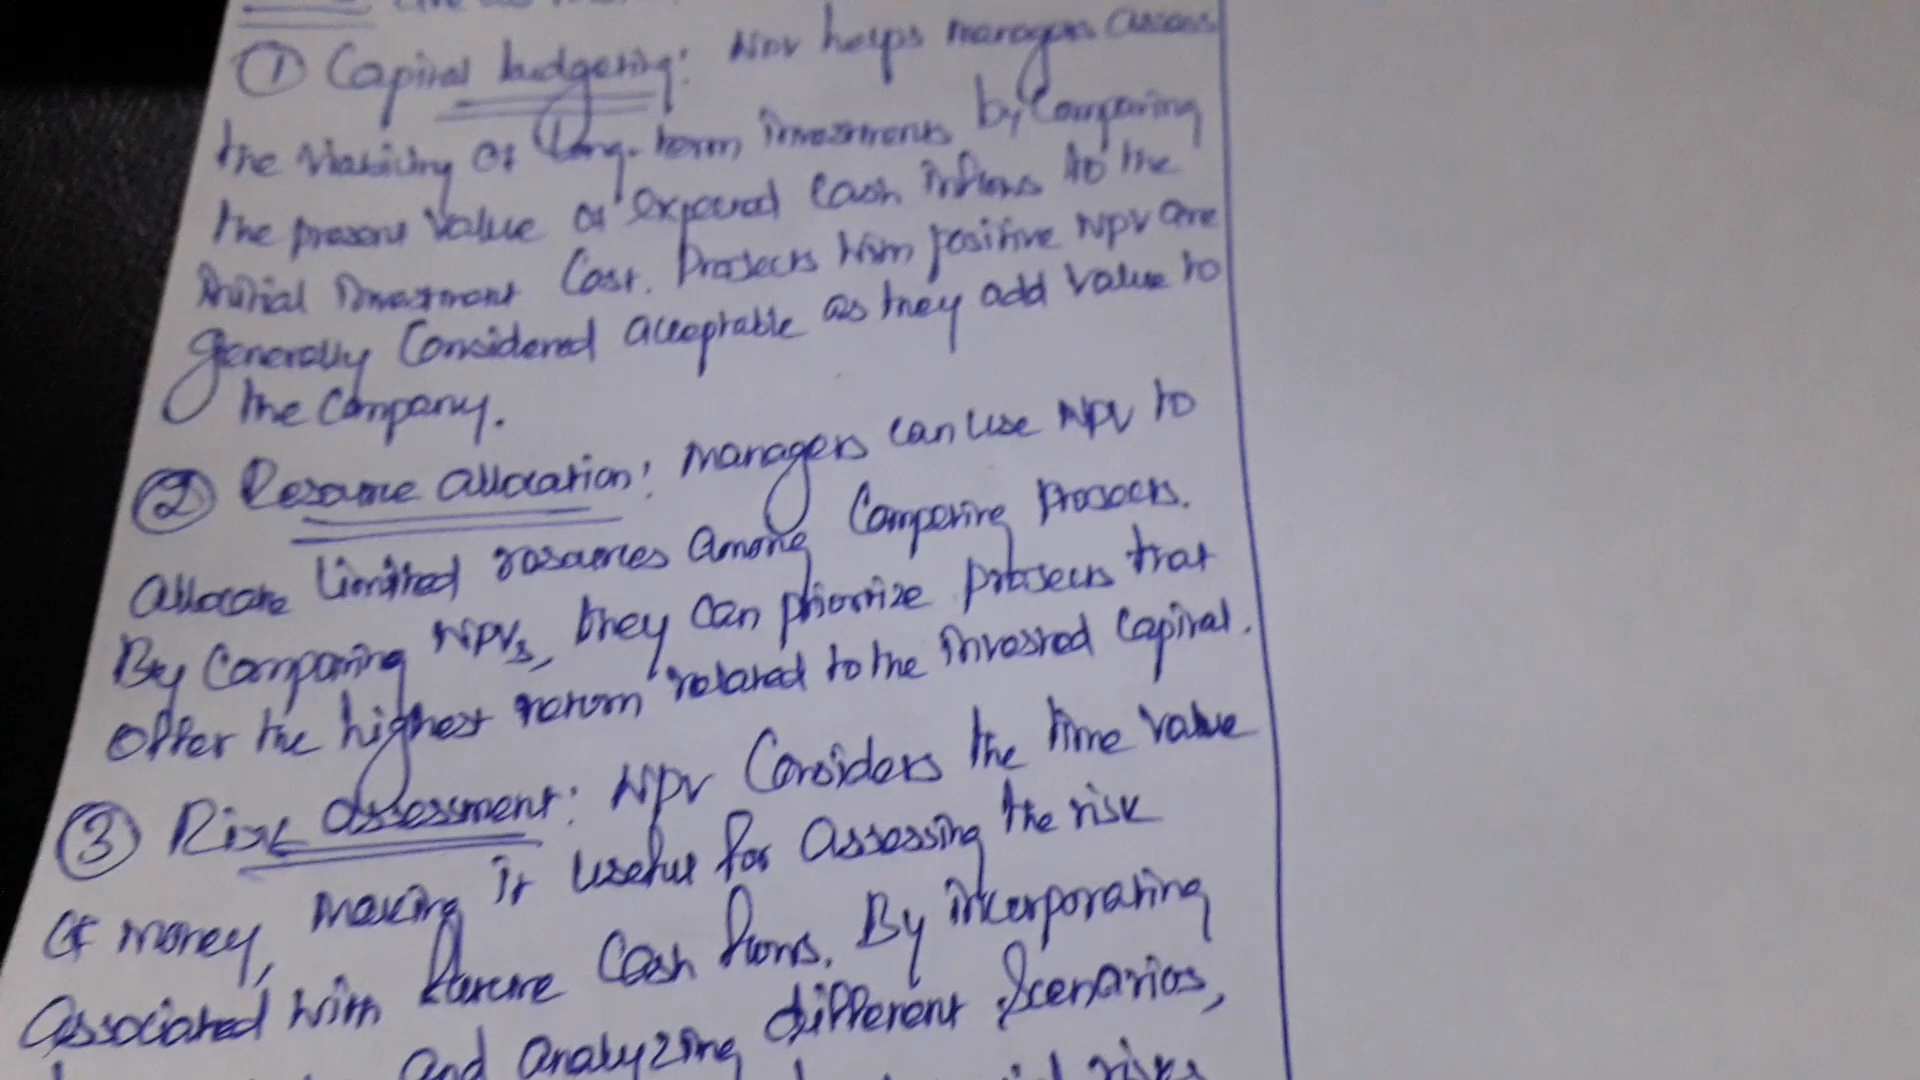 ① Capital budgeting: NPV helps managers assess
the viability of long-term investments by comparing
the present value of expected cash inflows to the
initial investment cost. Projects with positive NPV are
generally considered acceptable as they add value to
the company.
② Resource allocation: Managers can use NPV to
allocate limited resources among competing projects.
By comparing NPVs, they can prioritize projects that
offer the highest return related to the invested capital.
③ Risk assessment: NPV considers the time value
of money, making it useful for assessing the risk
associated with future cash flows. By incorporating
and analyzing different scenarios,
risks